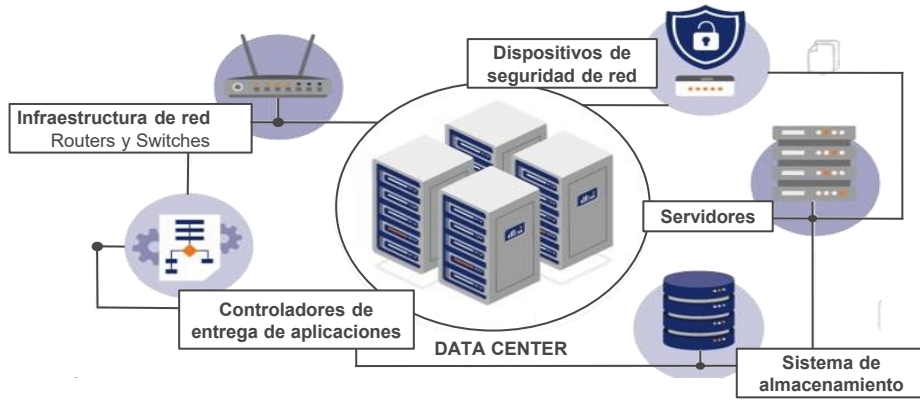 Dispositivos de
seguridad de red
Infraestructura de red
Routers y Switches
Servidores
Controladores de
entrega de aplicaciones
DATA CENTER
Sistema de
almacenamiento